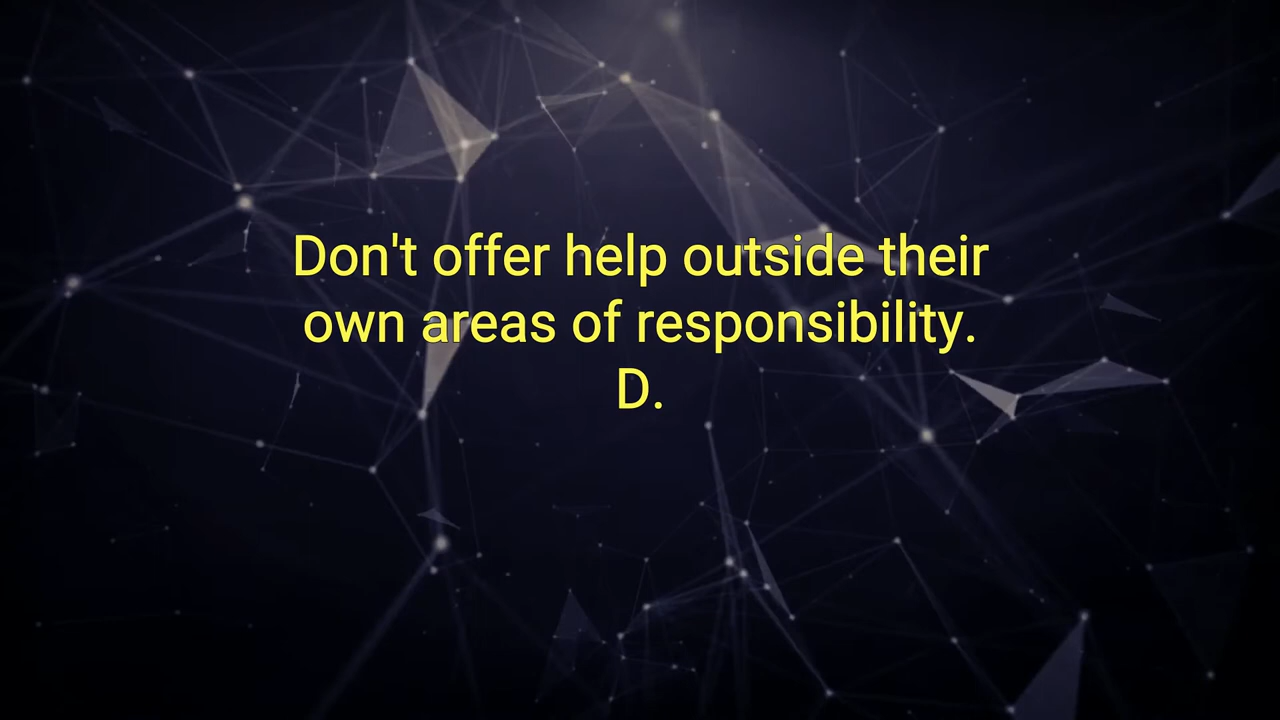 Don't offer help outside their
own areas of responsibility.
D.